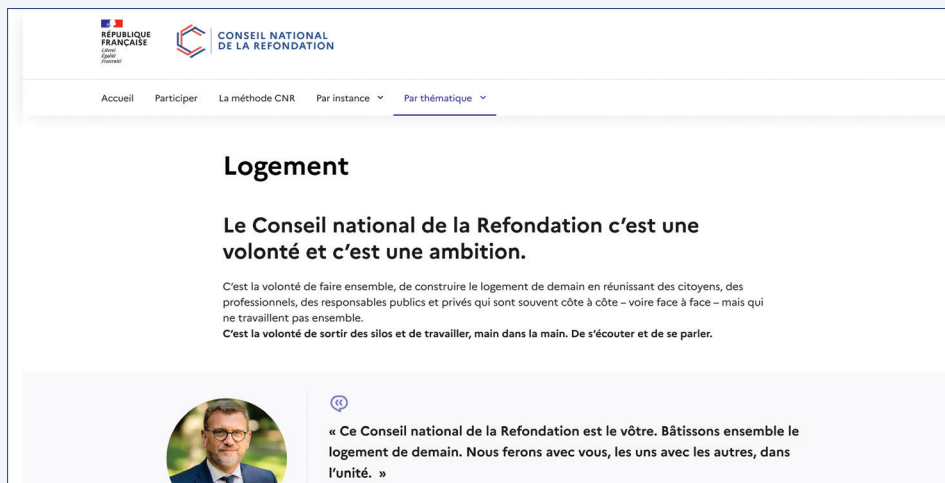 RÉPUBLIQUE
FRANÇAISE
Liberté
Égalité
Fraternité
CONSEIL NATIONAL
DE LA REFONDATION
Accueil Participer La méthode CNR Par instance Par thématique
Logement
Le Conseil national de la Refondation c’est une
volonté et c’est une ambition.
C’est la volonté de faire ensemble, de construire le logement de demain en réunissant des citoyens, des
professionnels, des responsables publics et privés qui sont souvent côte à côte – voire face à face – mais qui
ne travaillent pas ensemble.
C’est la volonté de sortir des silos et de travailler, main dans la main. De s’écouter et de se parler.
« Ce Conseil national de la Refondation est le vôtre. Bâtissons ensemble le
logement de demain. Nous ferons avec vous, les uns avec les autres, dans
l’unité. »